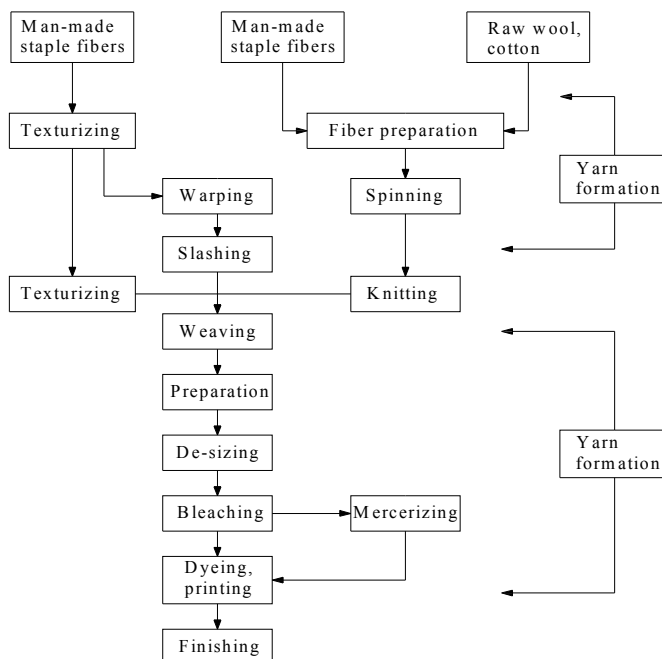 Man-made
staple fibers
Man-made
staple fibers
Raw wool,
cotton
Texturizing
Fiber preparation
Yarn
formation
Warping
Spinning
Slashing
Texturizing
Knitting
Weaving
Preparation
De-sizing
Yarn
formation
Bleaching
Mercerizing
Dyeing,
printing
Finishing